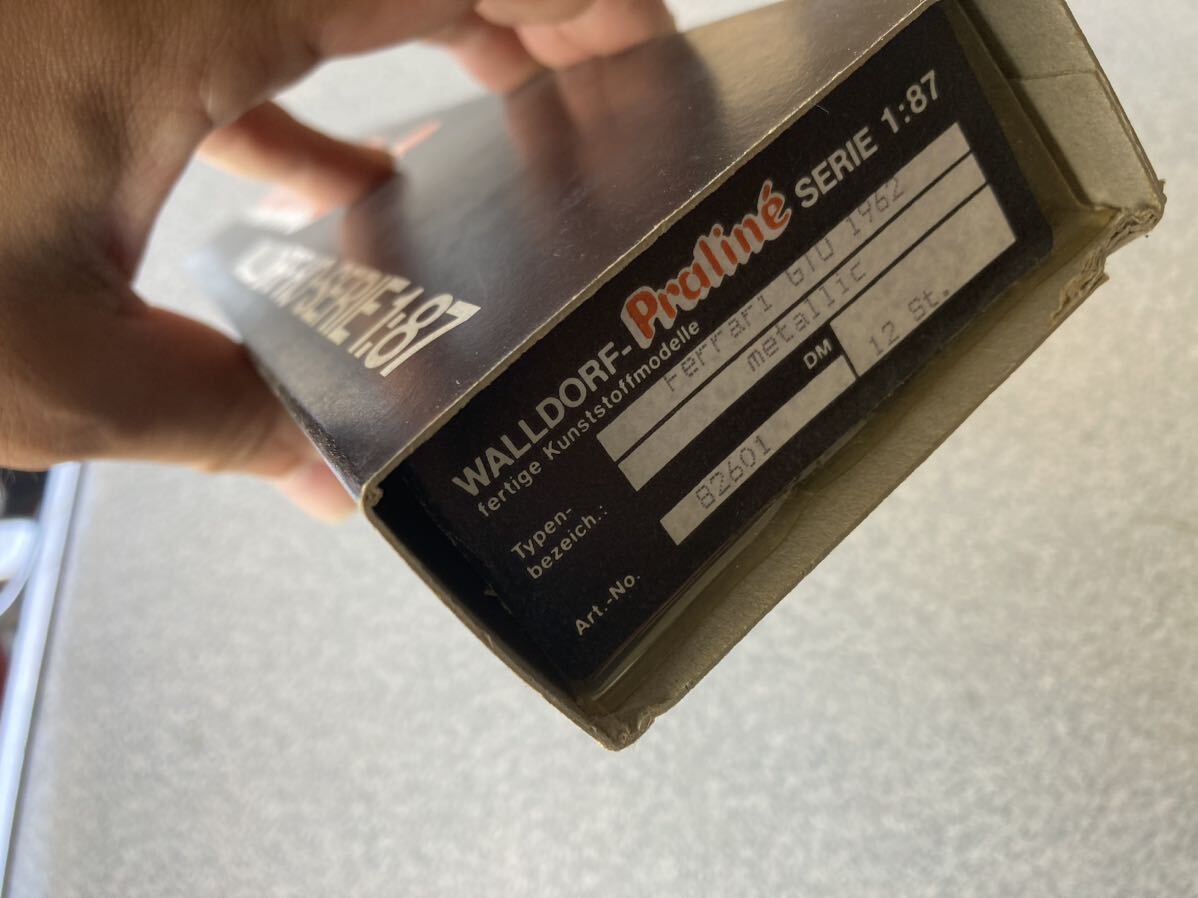 WALLDORF-Praliné SERIE 1:87
fertige Kunststoffmodelle
Typen-
bezeich.:
Ferrari GTO 1962
metallic
DM
12 St.
Art.-No.
82601
SERIE 1:87